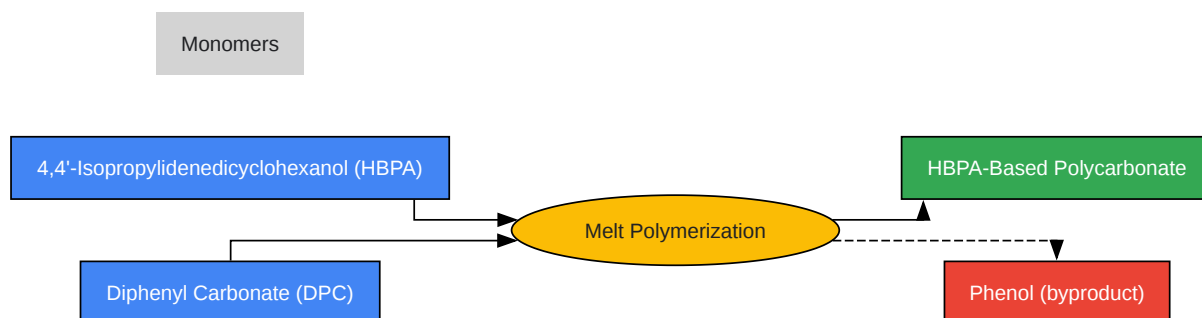 Monomers
4,4'-Isopropylidenedicyclohexanol (HBPA)
HBPA-Based Polycarbonate
Melt Polymerization
Diphenyl Carbonate (DPC)
Phenol (byproduct)